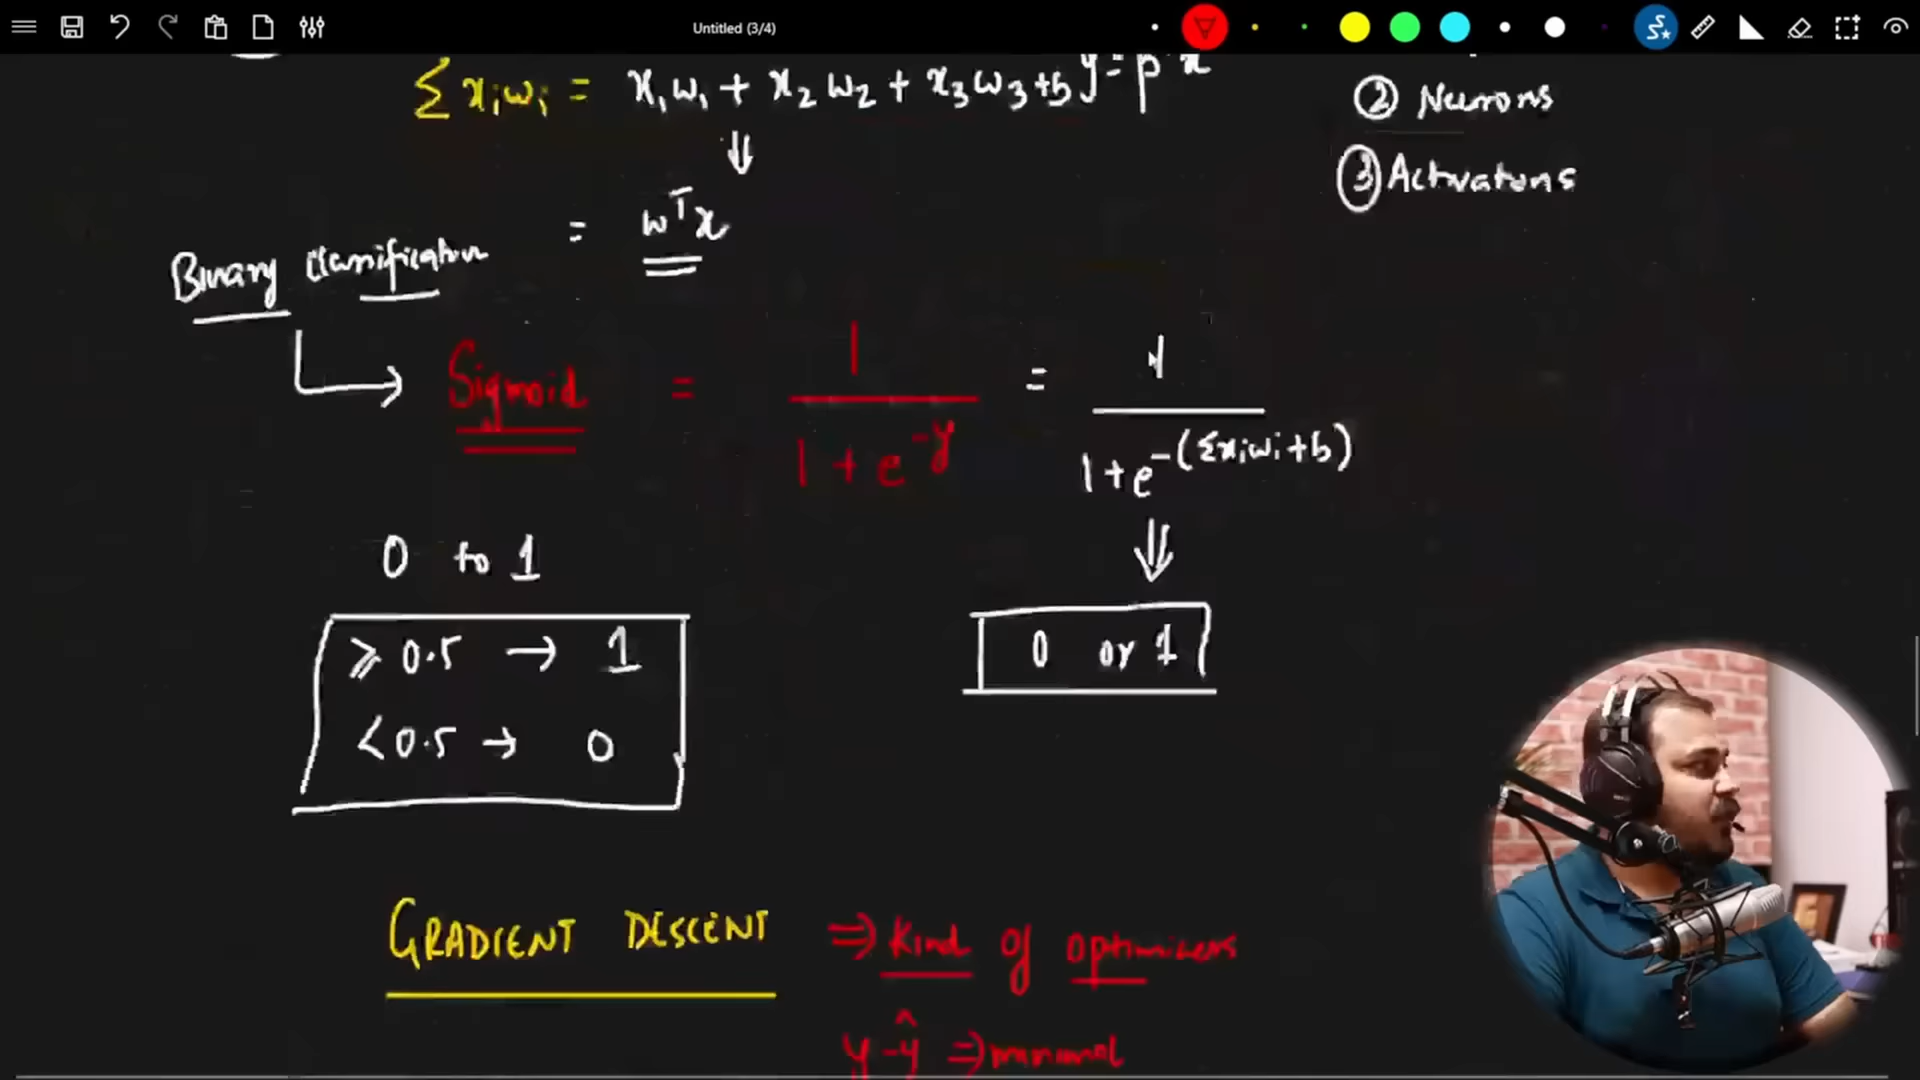 Untitled (3/4)
Σ xᵢwᵢ = x₁w₁ + x₂w₂ + x₃w₃+b y = β x
② Neurons
⇓
③ Activations
= wᵀx
Binary Classification
Sigmoid = 1 / (1 + e^-y) = 1 / (1+e^-(Σxᵢwᵢ+b))
⇓
0 to 1
≥ 0.5 → 1
0 or 1
< 0.5 → 0
GRADIENT DESCENT ⇒ Kind of optimizers
y - ŷ ⇒ minimal